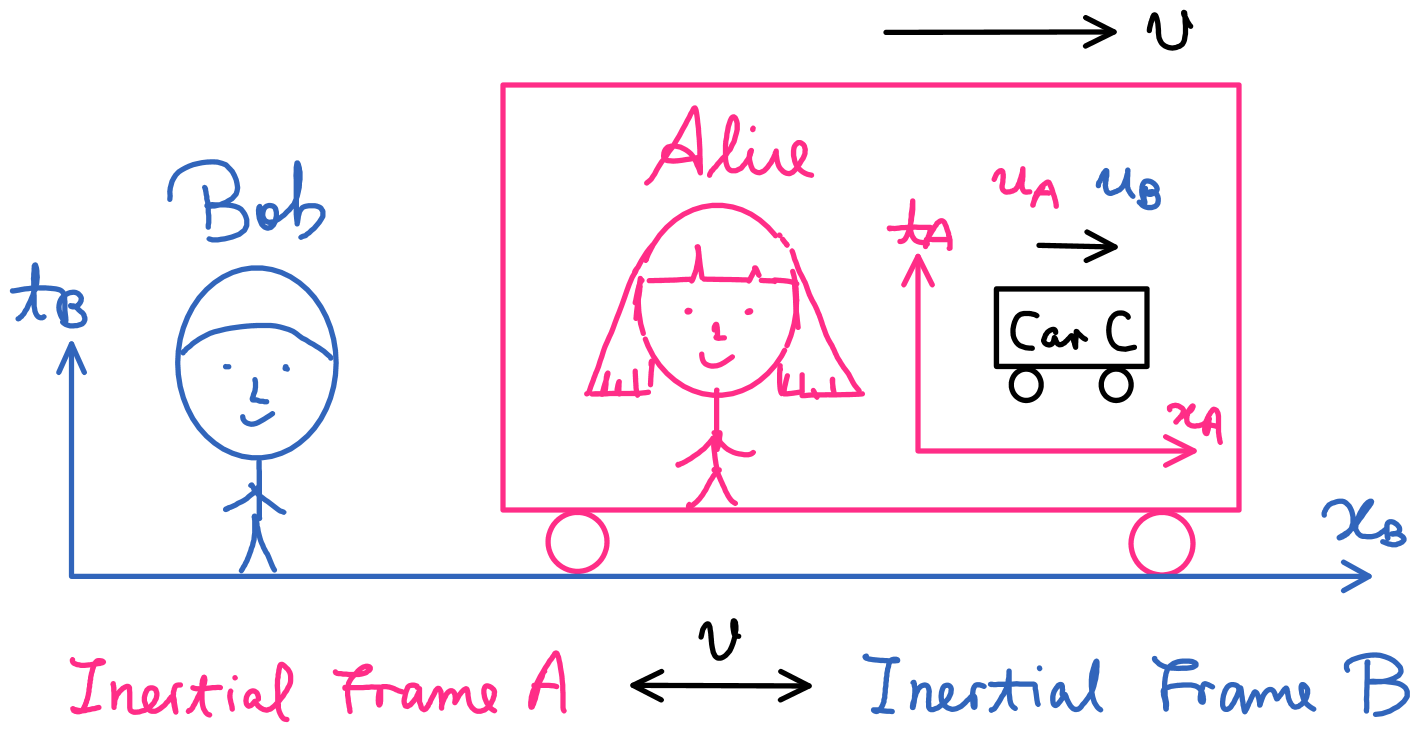 v
Alice
Bob
u_A u_B
t_A
t_B
Car C
x_A
x_B
v
Inertial Frame A
Inertial Frame B